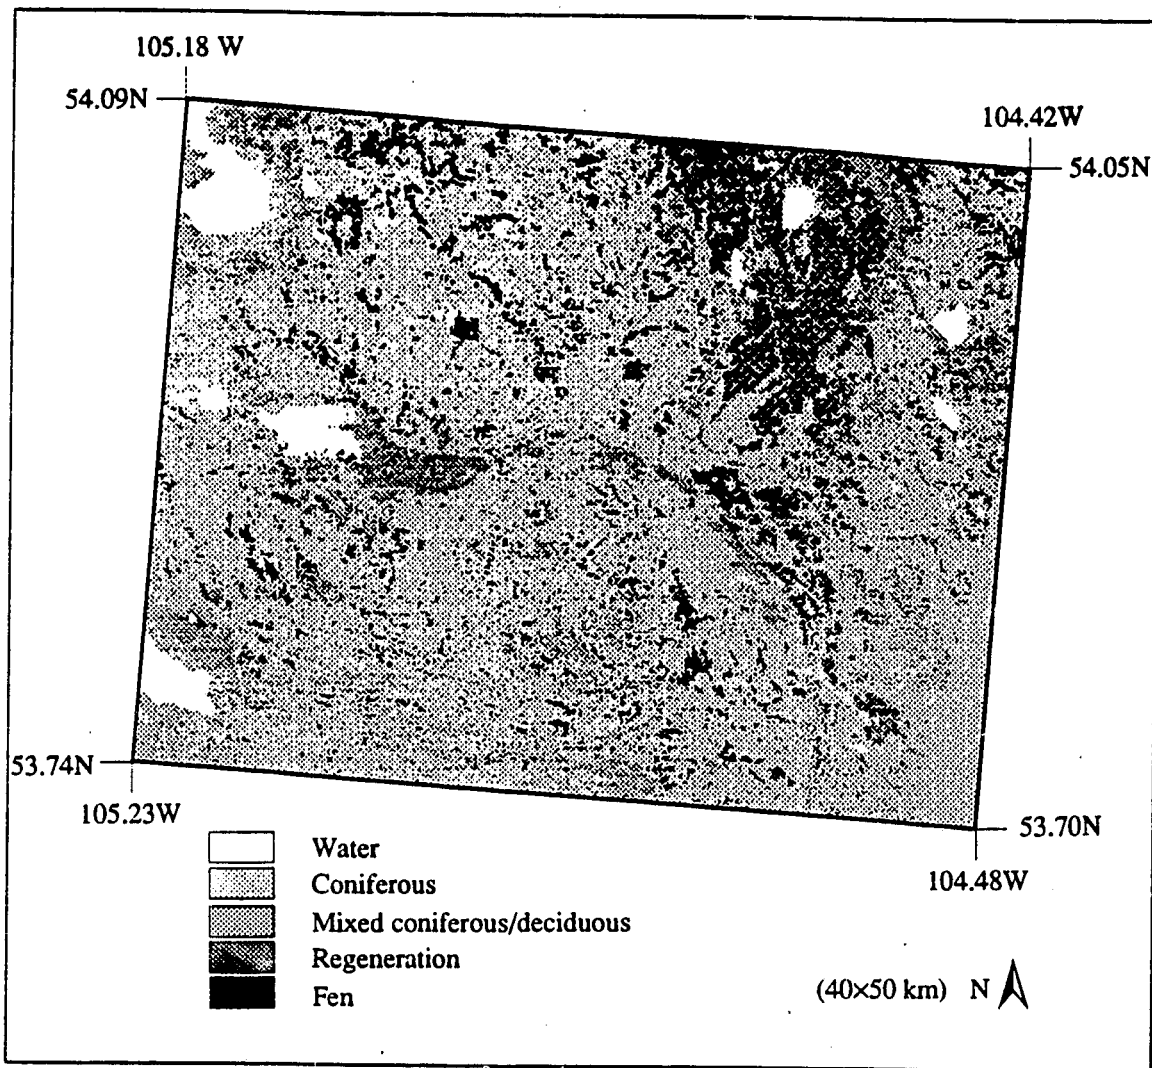 105.18 W
54.09N
104.42W
54.05N
53.74N
105.23W
53.70N
104.48W
Water
Coniferous
Mixed coniferous/deciduous
Regeneration
Fen
(40×50 km) N